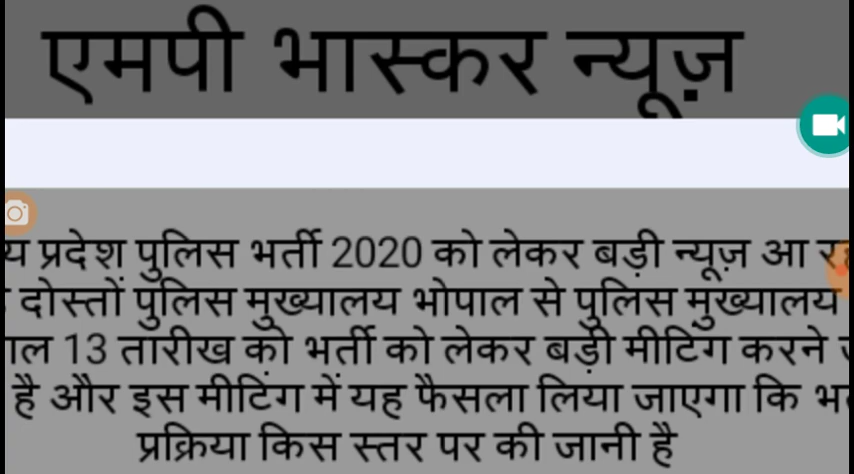 एमपी भास्कर न्यूज़
प्रदेश पुलिस भर्ती 2020 को लेकर बड़ी न्यूज़ आ
दोस्तों पुलिस मुख्यालय भोपाल से पुलिस मुख्यालय
13 तारीख को भर्ती को लेकर बड़ी मीटिंग करने
है और इस मीटिंग में यह फैसला लिया जाएगा कि
प्रक्रिया किस स्तर पर की जानी है